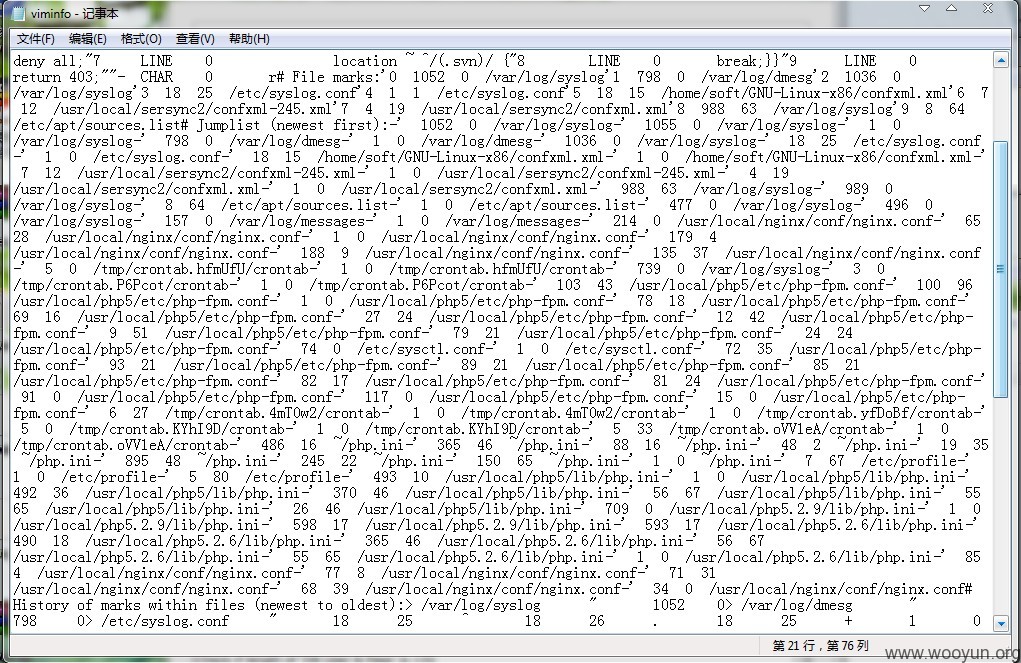 viminfo - 记事本
文件(F) 编辑(E) 格式(O) 查看(V) 帮助(H)
deny all;"7 LINE 0 location ~ ^/(.svn)/ {"8 LINE 0 break;}}"9 LINE 0
return 403;""- CHAR 0 r# File marks:'0 1052 0 /var/log/syslog'1 798 0 /var/log/dmesg'2 1036 0
/var/log/syslog'3 18 25 /etc/syslog.conf'4 1 1 /etc/syslog.conf'5 18 15 /home/soft/GNU-Linux-x86/confxml.xml'6 7
12 /usr/local/sersync2/confxml-245.xml'7 4 19 /usr/local/sersync2/confxml.xml'8 988 63 /var/log/syslog'9 8 64
/etc/apt/sources.list# Jumplist (newest first):-' 1052 0 /var/log/syslog-' 1055 0 /var/log/syslog-' 1 0
/var/log/syslog-' 798 0 /var/log/dmesg-' 1 0 /var/log/dmesg-' 1036 0 /var/log/syslog-' 18 25 /etc/syslog.conf
-' 1 0 /etc/syslog.conf-' 18 15 /home/soft/GNU-Linux-x86/confxml.xml-' 1 0 /home/soft/GNU-Linux-x86/confxml.xml-'
7 12 /usr/local/sersync2/confxml-245.xml-' 1 0 /usr/local/sersync2/confxml-245.xml-' 4 19
/usr/local/sersync2/confxml.xml-' 1 0 /usr/local/sersync2/confxml.xml-' 988 63 /var/log/syslog-' 989 0
/var/log/syslog-' 8 64 /etc/apt/sources.list-' 1 0 /etc/apt/sources.list-' 477 0 /var/log/syslog-' 496 0
/var/log/syslog-' 157 0 /var/log/messages-' 1 0 /var/log/messages-' 214 0 /usr/local/nginx/conf/nginx.conf-' 65
28 /usr/local/nginx/conf/nginx.conf-' 1 0 /usr/local/nginx/conf/nginx.conf-' 179 4
/usr/local/nginx/conf/nginx.conf-' 188 9 /usr/local/nginx/conf/nginx.conf-' 135 37 /usr/local/nginx/conf/nginx.conf
-' 5 0 /tmp/crontab.hfmUfU/crontab-' 1 0 /tmp/crontab.hfmUfU/crontab-' 739 0 /var/log/syslog-' 3 0
/tmp/crontab.P6Pcot/crontab-' 1 0 /tmp/crontab.P6Pcot/crontab-' 103 43 /usr/local/php5/etc/php-fpm.conf-' 100 96
/usr/local/php5/etc/php-fpm.conf-' 1 0 /usr/local/php5/etc/php-fpm.conf-' 78 18 /usr/local/php5/etc/php-fpm.conf-'
69 16 /usr/local/php5/etc/php-fpm.conf-' 27 24 /usr/local/php5/etc/php-fpm.conf-' 12 42 /usr/local/php5/etc/php-
fpm.conf-' 9 51 /usr/local/php5/etc/php-fpm.conf-' 79 21 /usr/local/php5/etc/php-fpm.conf-' 24 24
/usr/local/php5/etc/php-fpm.conf-' 74 0 /etc/sysctl.conf-' 1 0 /etc/sysctl.conf-' 72 35 /usr/local/php5/etc/php-
fpm.conf-' 93 21 /usr/local/php5/etc/php-fpm.conf-' 89 21 /usr/local/php5/etc/php-fpm.conf-' 85 21
/usr/local/php5/etc/php-fpm.conf-' 82 17 /usr/local/php5/etc/php-fpm.conf-' 81 24 /usr/local/php5/etc/php-fpm.conf-'
91 0 /usr/local/php5/etc/php-fpm.conf-' 117 0 /usr/local/php5/etc/php-fpm.conf-' 15 0 /usr/local/php5/etc/php-
fpm.conf-' 6 27 /tmp/crontab.4mTOw2/crontab-' 1 0 /tmp/crontab.4mTOw2/crontab-' 1 0 /tmp/crontab.yfDoBf/crontab-'
5 0 /tmp/crontab.KYhI9D/crontab-' 1 0 /tmp/crontab.KYhI9D/crontab-' 5 33 /tmp/crontab.oVVleA/crontab-' 1 0
/tmp/crontab.oVVleA/crontab-' 486 16 ~/php.ini-' 365 46 ~/php.ini-' 88 16 ~/php.ini-' 48 2 ~/php.ini-' 19 35
~/php.ini-' 895 48 ~/php.ini-' 245 22 ~/php.ini-' 150 65 ~/php.ini-' 1 0 ~/php.ini-' 7 67 /etc/profile-'
1 0 /etc/profile-' 5 80 /etc/profile-' 493 10 /usr/local/php5/lib/php.ini-' 1 0 /usr/local/php5/lib/php.ini-'
492 36 /usr/local/php5/lib/php.ini-' 370 46 /usr/local/php5/lib/php.ini-' 56 67 /usr/local/php5/lib/php.ini-' 55
65 /usr/local/php5/lib/php.ini-' 26 46 /usr/local/php5/lib/php.ini-' 709 0 /usr/local/php5.2.9/lib/php.ini-' 1 0
/usr/local/php5.2.9/lib/php.ini-' 598 17 /usr/local/php5.2.6/lib/php.ini-' 593 17 /usr/local/php5.2.6/lib/php.ini-'
490 18 /usr/local/php5.2.6/lib/php.ini-' 365 46 /usr/local/php5.2.6/lib/php.ini-' 56 67
/usr/local/php5.2.6/lib/php.ini-' 55 65 /usr/local/php5.2.6/lib/php.ini-' 1 0 /usr/local/php5.2.6/lib/php.ini-' 85
4 /usr/local/nginx/conf/nginx.conf-' 77 8 /usr/local/nginx/conf/nginx.conf-' 71 31
/usr/local/nginx/conf/nginx.conf-' 68 39 /usr/local/nginx/conf/nginx.conf-' 34 0 /usr/local/nginx/conf/nginx.conf#
History of marks within files (newest to oldest):> /var/log/syslog " 1052 0> /var/log/dmesg "
798 0> /etc/syslog.conf " 18 25 ^ 18 26 . 18 25 + 1 0
第 21 行，第 76 列
www.wooyun.org